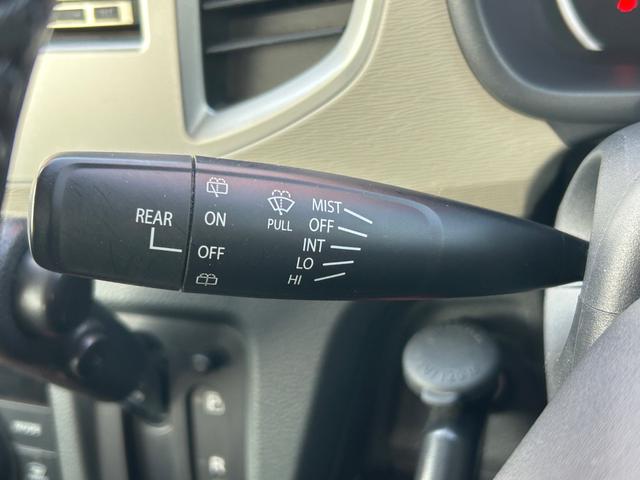 REAR
ON
OFF
PULL
MIST
OFF
INT
LO
HI
R